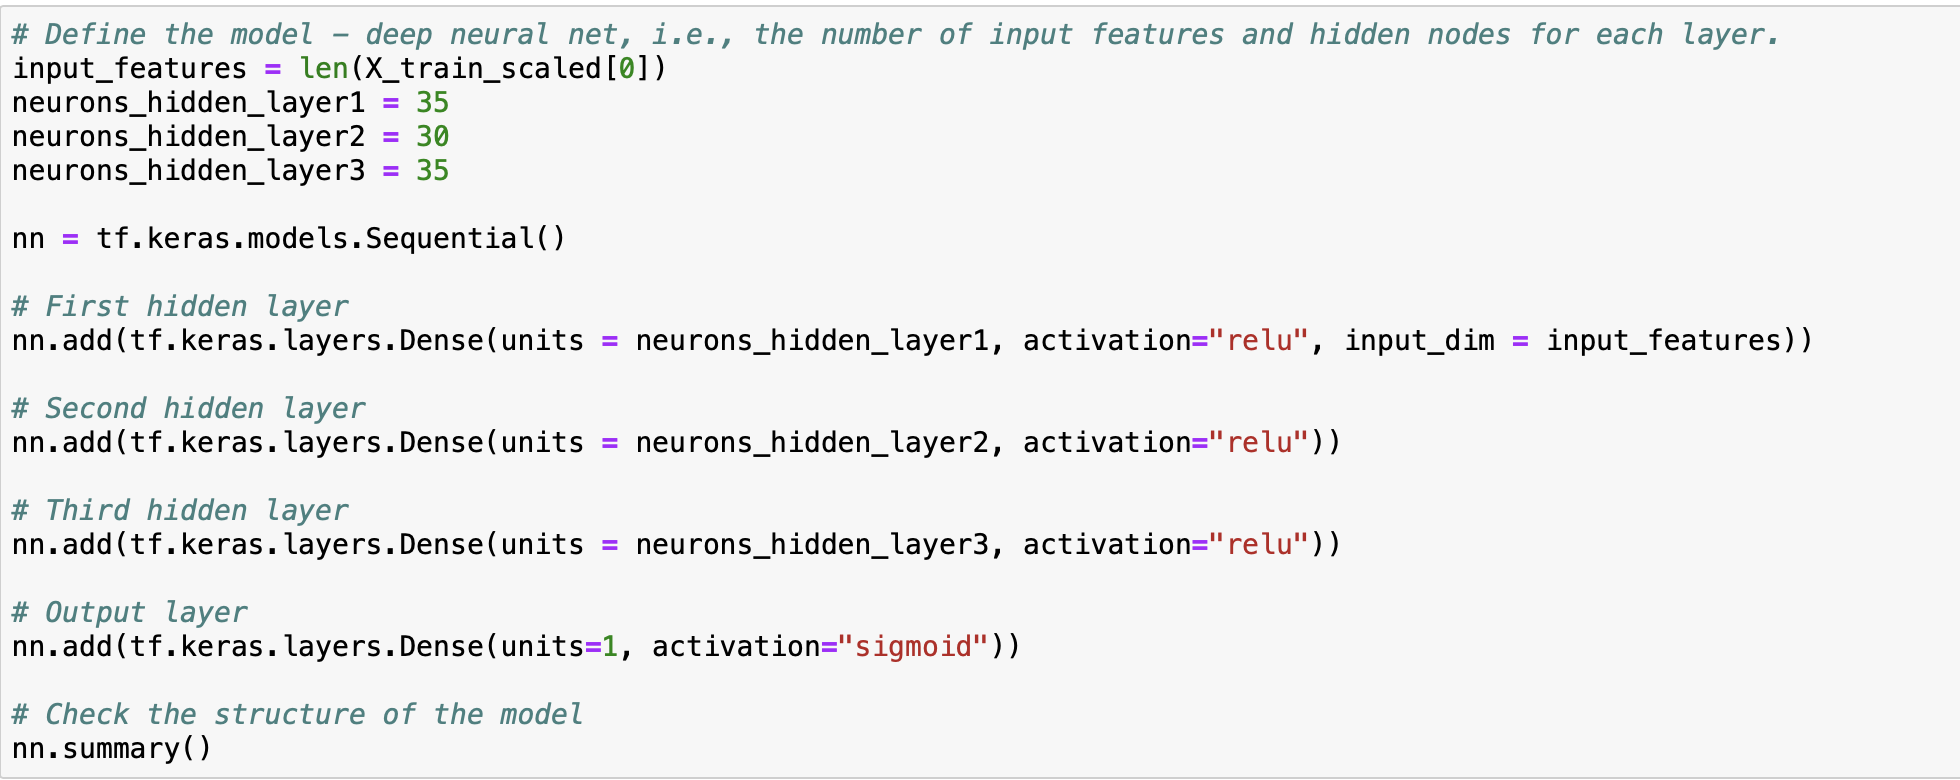 # Define the model – deep neural net, i.e., the number of input features and hidden nodes for each layer.
input_features = len(X_train_scaled[0])
neurons_hidden_layer1 = 35
neurons_hidden_layer2 = 30
neurons_hidden_layer3 = 35
nn = tf.keras.models.Sequential()
# First hidden layer
nn.add(tf.keras.layers.Dense(units = neurons_hidden_layer1, activation="relu", input_dim = input_features))
# Second hidden layer
nn.add(tf.keras.layers.Dense(units = neurons_hidden_layer2, activation="relu"))
# Third hidden layer
nn.add(tf.keras.layers.Dense(units = neurons_hidden_layer3, activation="relu"))
# Output layer
nn.add(tf.keras.layers.Dense(units=1, activation="sigmoid"))
# Check the structure of the model
nn.summary()